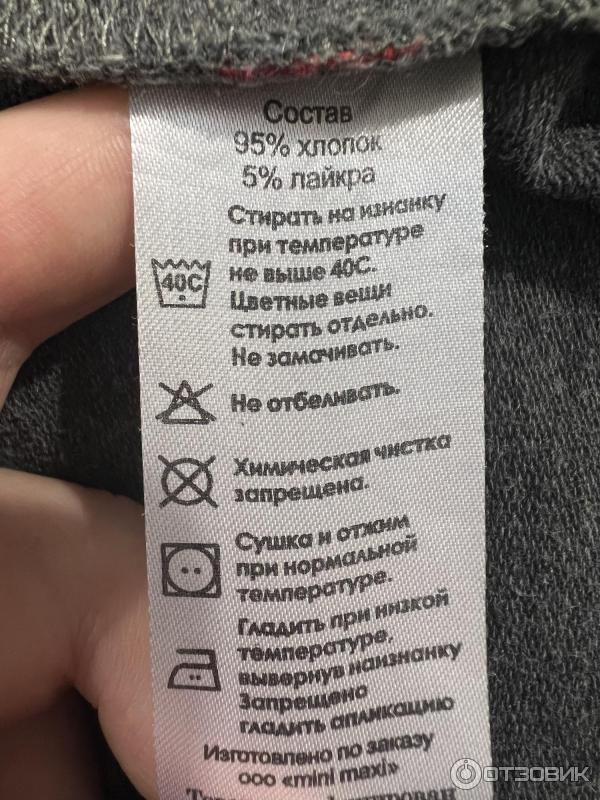 Состав
95% хлопок
5% лайкра
Стирать на изнанку
при температуре
40С не выше 40С.
Цветные вещи
стирать отдельно.
Не замачивать.
Не отбеливать.
Химическая чистка
запрещена.
Сушка и отжим
при нормальной
температуре.
Гладить при низкой
температуре,
вывернув наизнанку
Запрещено
гладить аппликацию
Изготовлено по заказу
ооо «mini maxi»
ОТЗОВИК